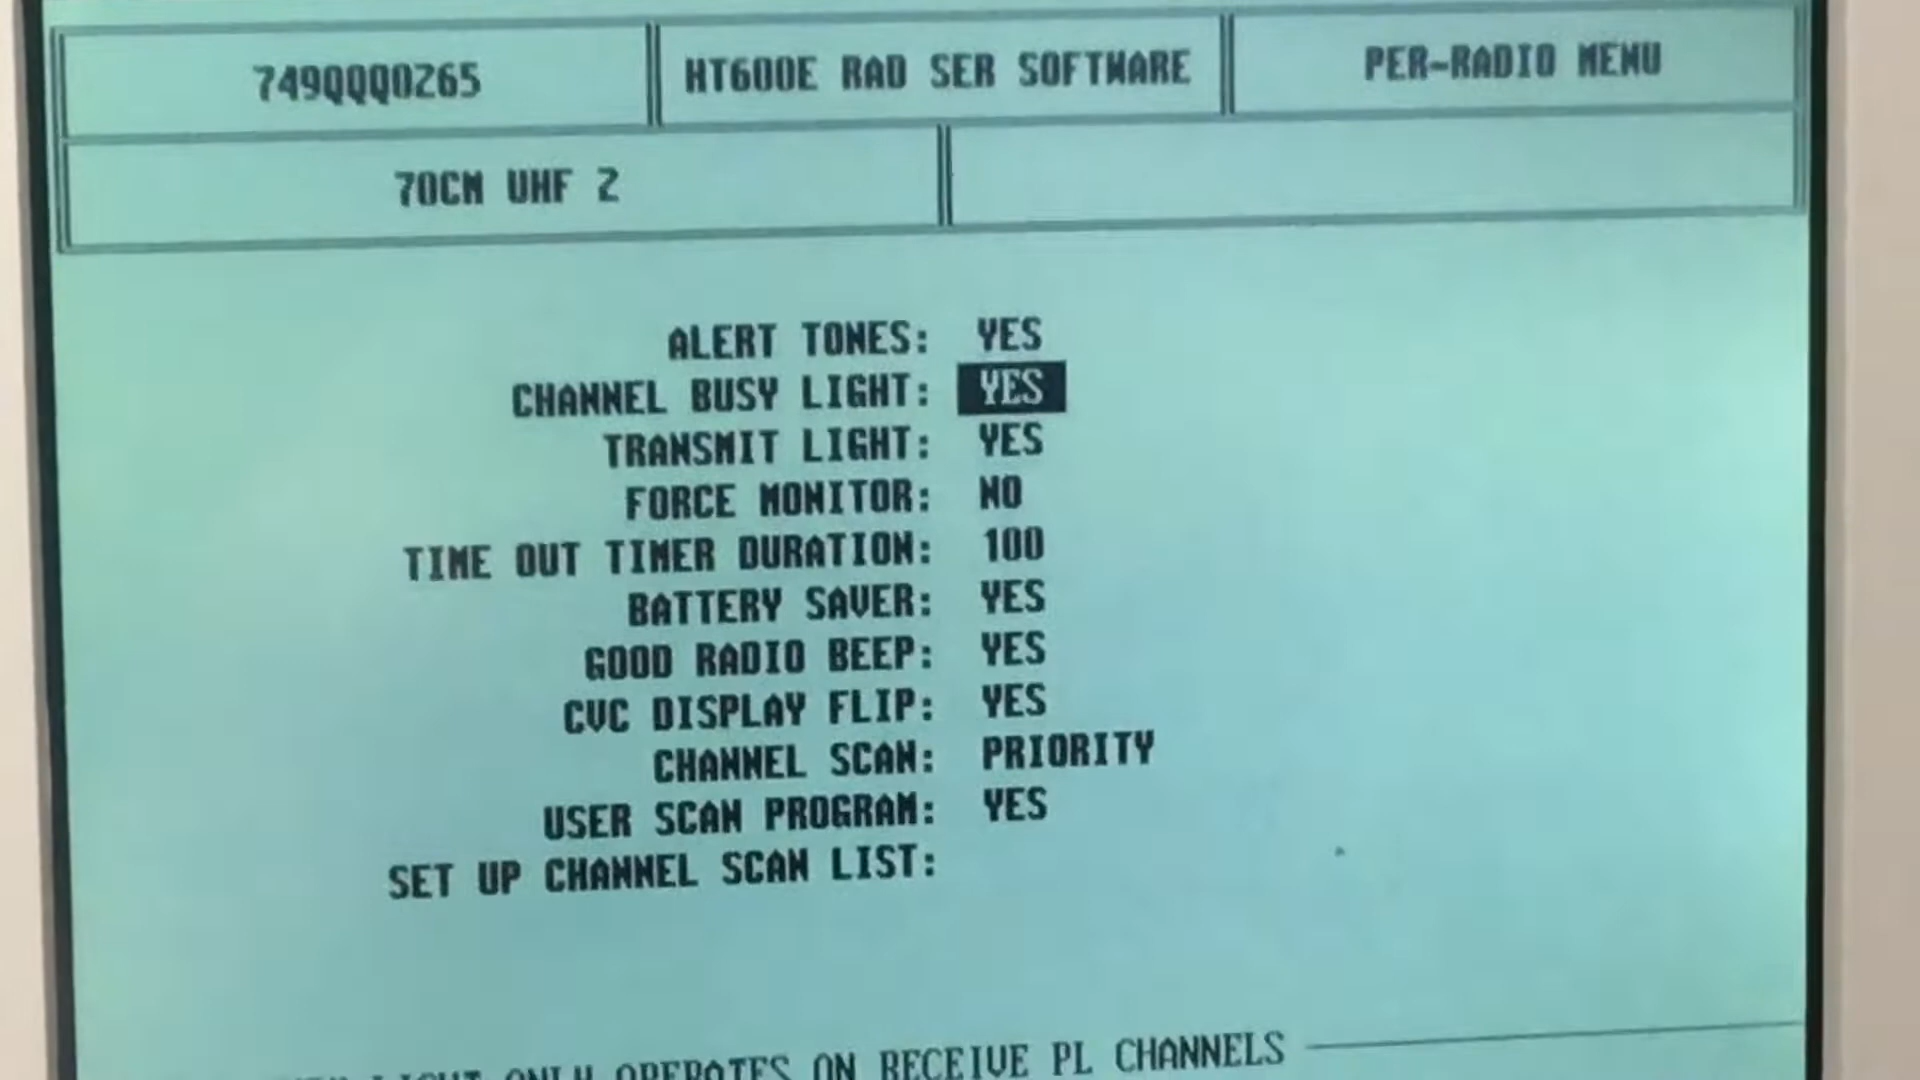 749QQQ0265 HT600E RAD SER SOFTWARE PER-RADIO MENU
70CM UHF 2
ALERT TONES: YES
CHANNEL BUSY LIGHT: YES
TRANSMIT LIGHT: YES
FORCE MONITOR: NO
TIME OUT TIMER DURATION: 100
BATTERY SAVER: YES
GOOD RADIO BEEP: YES
CVC DISPLAY FLIP: YES
CHANNEL SCAN: PRIORITY
USER SCAN PROGRAM: YES
SET UP CHANNEL SCAN LIST:
LIGHT ONLY OPERATES ON RECEIVE PL CHANNELS